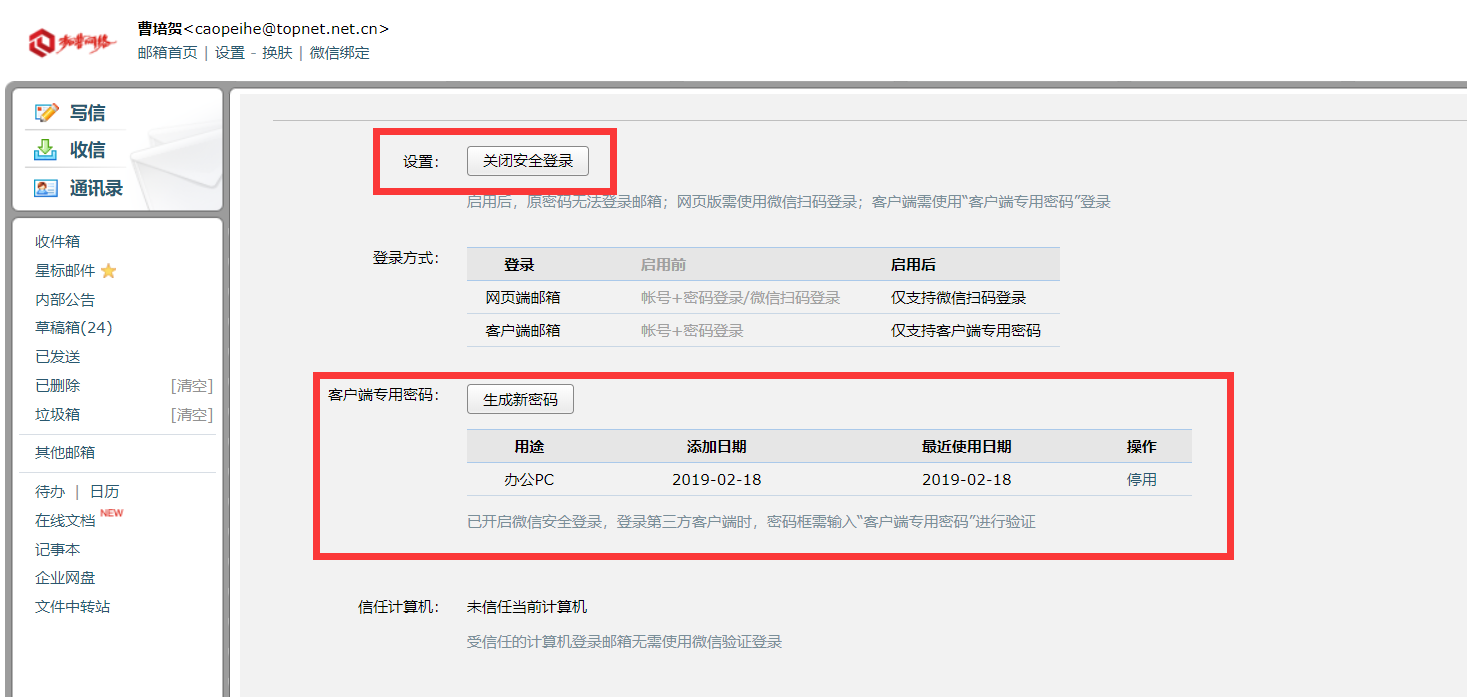 曹培贺<caopeihe@topnet.net.cn>
邮箱首页 | 设置 - 换肤 | 微信绑定
写信
收信
通讯录
收件箱
星标邮件
内部公告
草稿箱(24)
已发送
已删除 [清空]
垃圾箱 [清空]
其他邮箱
待办 | 日历
在线文档 NEW
记事本
企业网盘
文件中转站
设置: 关闭安全登录
启用后，原密码无法登录邮箱；网页版需使用微信扫码登录；客户端需使用“客户端专用密码”登录
登录方式:
登录 启用前 启用后
网页端邮箱 帐号+密码登录/微信扫码登录 仅支持微信扫码登录
客户端邮箱 帐号+密码登录 仅支持客户端专用密码
客户端专用密码: 生成新密码
用途 添加日期 最近使用日期 操作
办公PC 2019-02-18 2019-02-18 停用
已开启微信安全登录，登录第三方客户端时，密码框需输入“客户端专用密码”进行验证
信任计算机: 未信任当前计算机
受信任的计算机登录邮箱无需使用微信验证登录